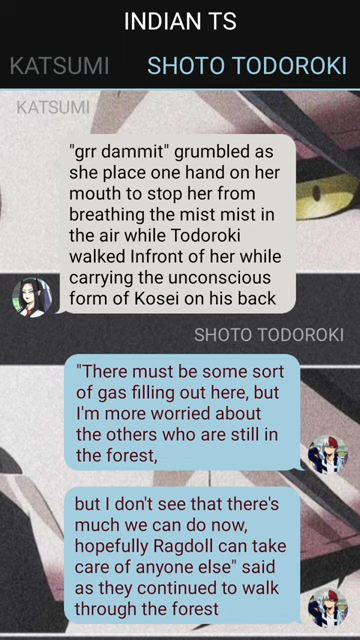 INDIAN TS
KATSUMI SHOTO TODOROKI
KATSUMI
"grr dammit" grumbled as
she place one hand on her
mouth to stop her from
breathing the mist mist in
the air while Todoroki
walked Infront of her while
carrying the unconscious
form of Kosei on his back
SHOTO TODOROKI
"There must be some sort
of gas filling out here, but
I'm more worried about
the others who are still in
the forest,
but I don't see that there's
much we can do now,
hopefully Ragdoll can take
care of anyone else" said
as they continued to walk
through the forest